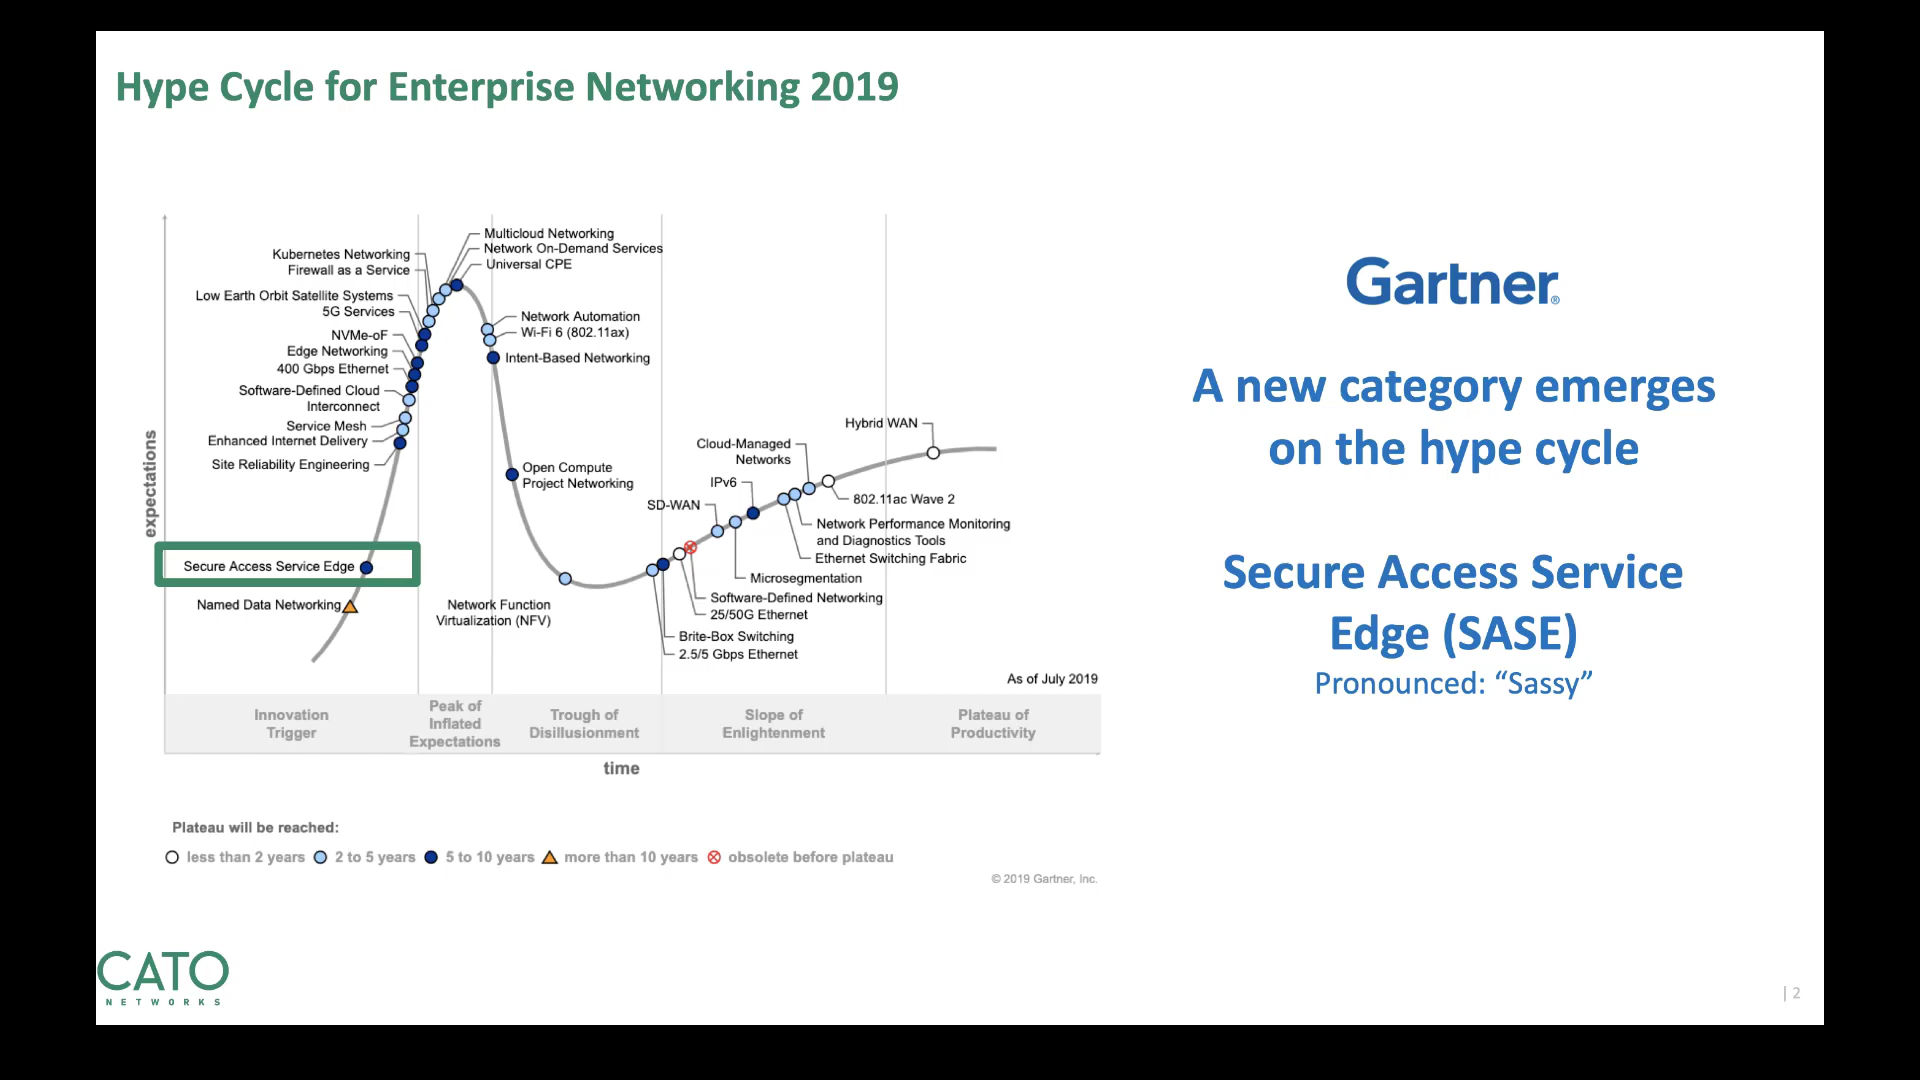 Hype Cycle for Enterprise Networking 2019
Multicloud Networking
Network On-Demand Services
Universal CPE
Kubernetes Networking
Firewall as a Service
Low Earth Orbit Satellite Systems
5G Services
NVMe-oF
Edge Networking
400 Gbps Ethernet
Software-Defined Cloud
Interconnect
Service Mesh
Enhanced Internet Delivery
Site Reliability Engineering
Secure Access Service Edge
Named Data Networking
Network Automation
Wi-Fi 6 (802.11ax)
Intent-Based Networking
Open Compute
Project Networking
Network Function
Virtualization (NFV)
Hybrid WAN
Cloud-Managed
Networks
IPv6
SD-WAN
802.11ac Wave 2
Network Performance Monitoring
and Diagnostics Tools
Ethernet Switching Fabric
Microsegmentation
Software-Defined Networking
25/50G Ethernet
Brite-Box Switching
2.5/5 Gbps Ethernet
expectations
As of July 2019
Innovation
Trigger
Peak of
Inflated
Expectations
Trough of
Disillusionment
Slope of
Enlightenment
Plateau of
Productivity
time
Plateau will be reached:
less than 2 years 2 to 5 years 5 to 10 years more than 10 years obsolete before plateau
© 2019 Gartner, Inc.
Gartner®
A new category emerges
on the hype cycle
Secure Access Service
Edge (SASE)
Pronounced: “Sassy”
CATO
NETWORKS
| 2